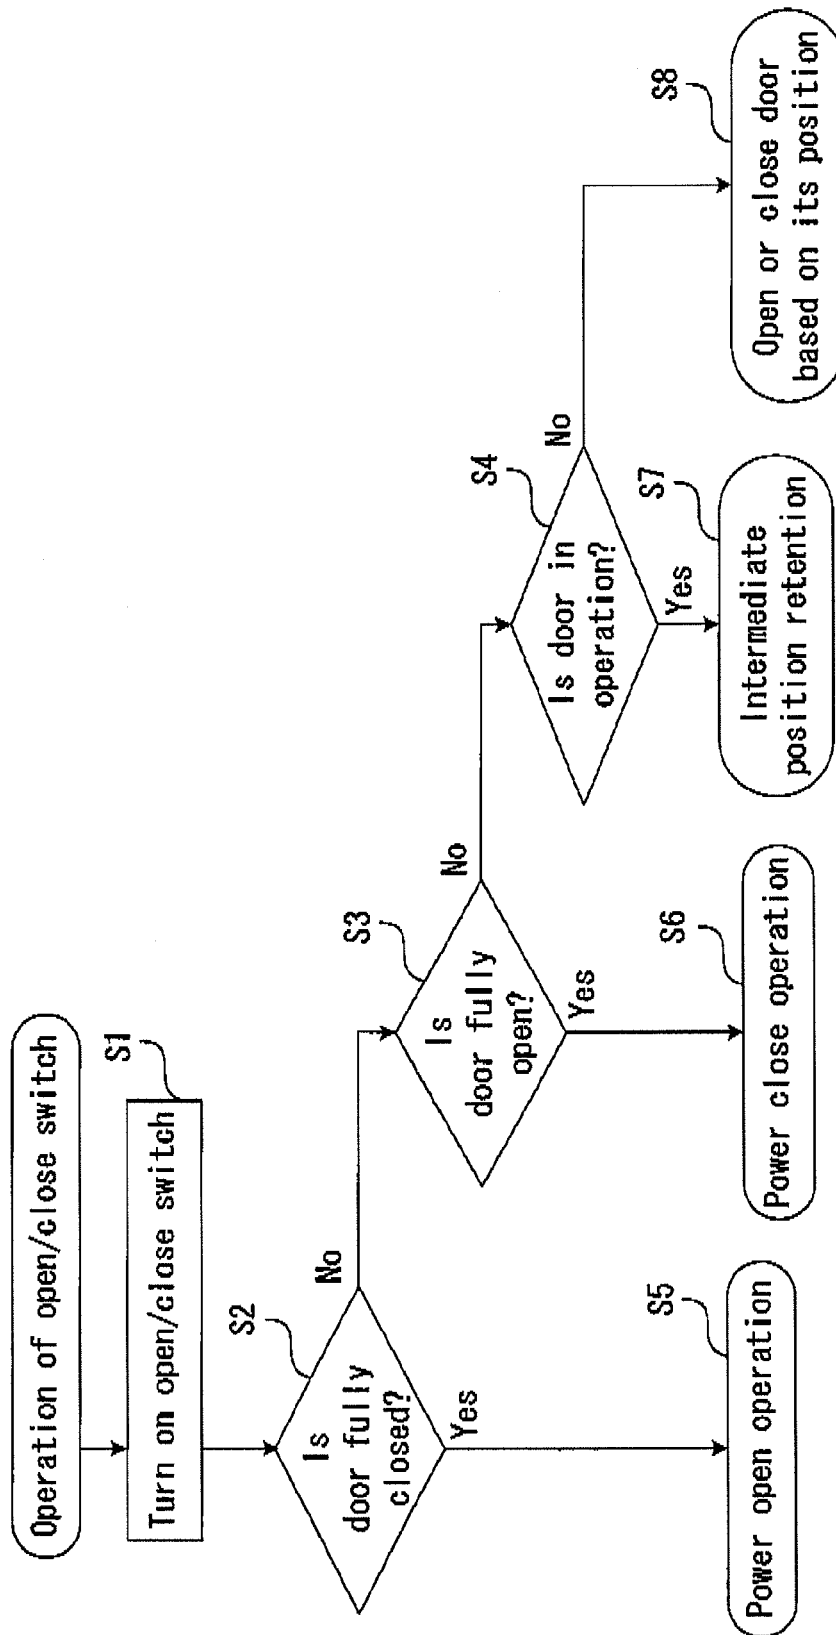 Operation of open/close switch
S1
Turn on open/close switch
S2
Is
door fully
closed?
No
Yes
S3
Is
door fully
open?
No
Yes
S4
Is door in
operation?
No
Yes
S5
Power open operation
S6
Power close operation
S7
Intermediate
position retention
S8
Open or close door
based on its position